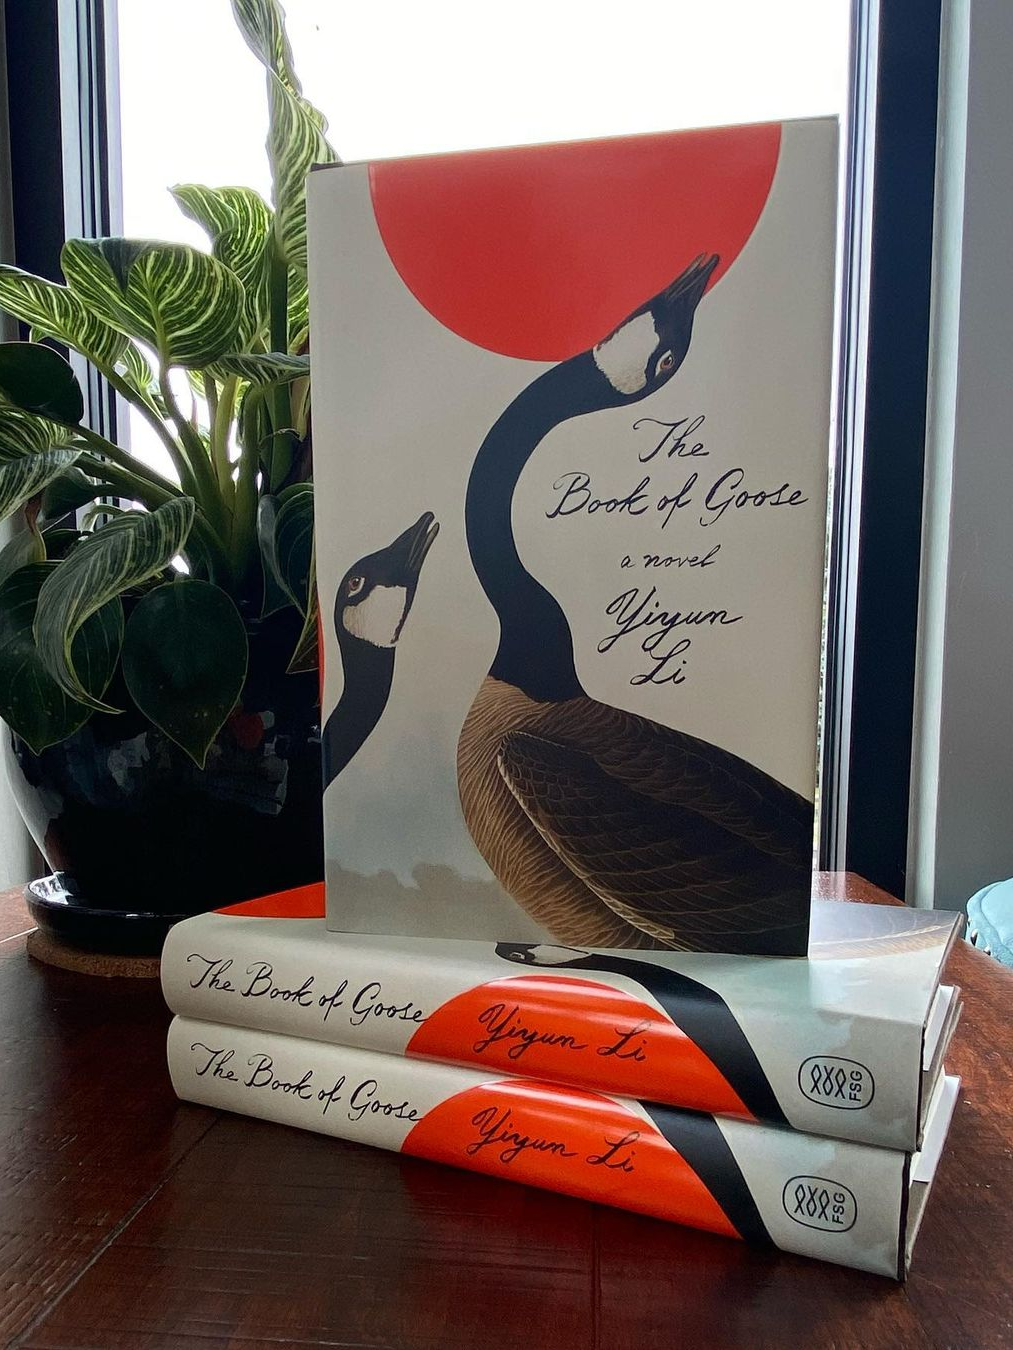 The
Book of Goose
a novel
Yiyun
Li
The Book of Goose Yiyun Li FSG
The Book of Goose Yiyun Li FSG